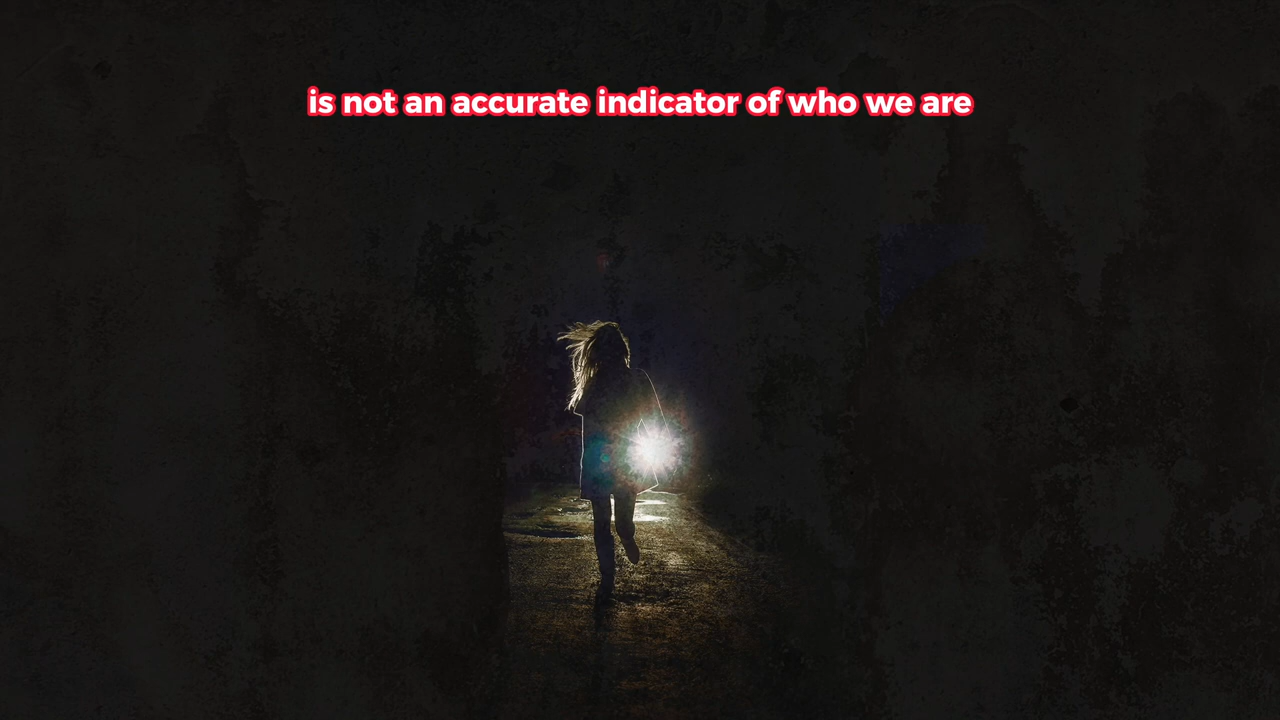 is not an accurate indicator of who we are